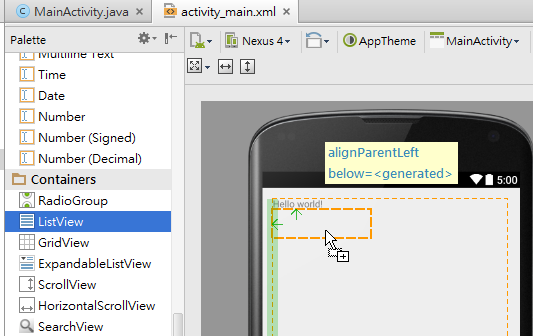 MainActivity.java
activity_main.xml
Palette
Nexus 4
AppTheme
MainActivity
Multiline Text
Time
Date
Number
Number (Signed)
Number (Decimal)
Containers
RadioGroup
ListView
GridView
ExpandableListView
ScrollView
HorizontalScrollView
SearchView
alignParentLeft
below=<generated>
5:00
Hello world!